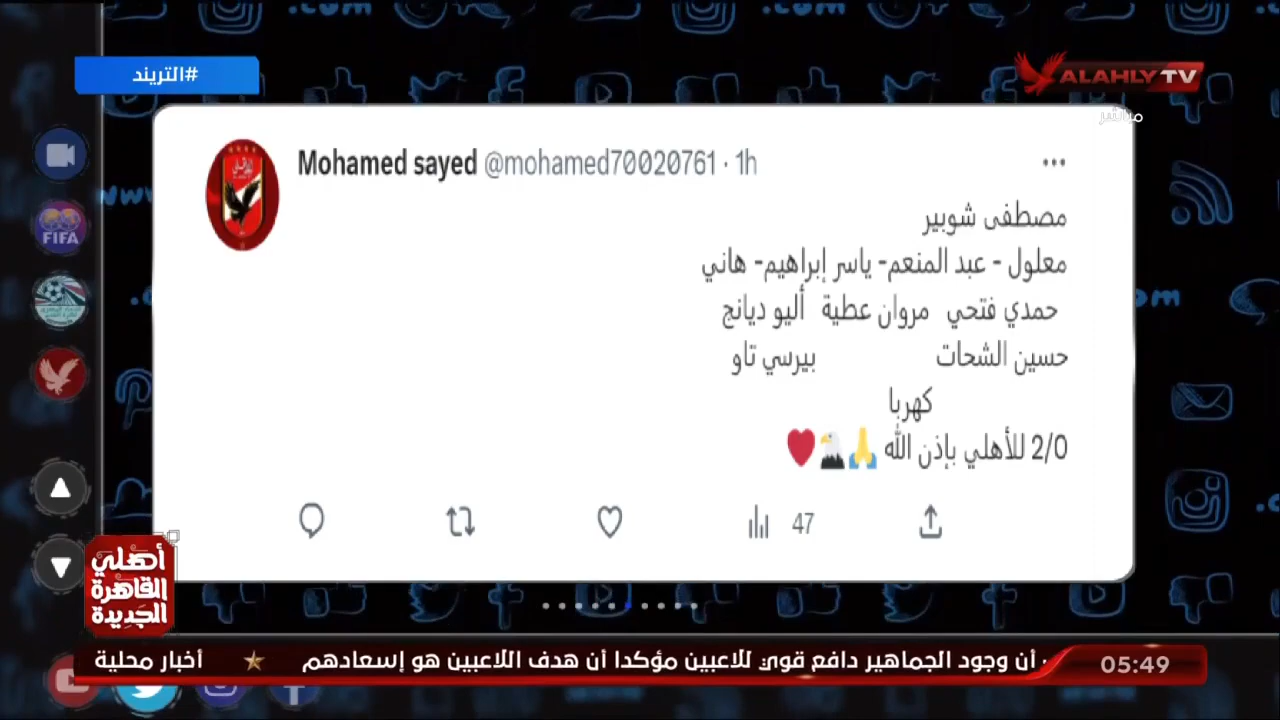 #التريند
ALAHLY TV
مباشر
Mohamed sayed @mohamed70020761 · 1h
مصطفى شوبير
معلول - عبد المنعم- ياسر إبراهيم- هاني
حمدي فتحي مروان عطية أليو ديانج
حسين الشحات بيرسي تاو
كهربا
2/0 للأهلي بإذن الله 🙏🦅❤️
47
FIFA
أهلي
القاهرة
الجديدة
أن وجود الجماهير دافع قوي للاعبين مؤكدا أن هدف اللاعبين هو إسعادهم
أخبار محلية
05:49